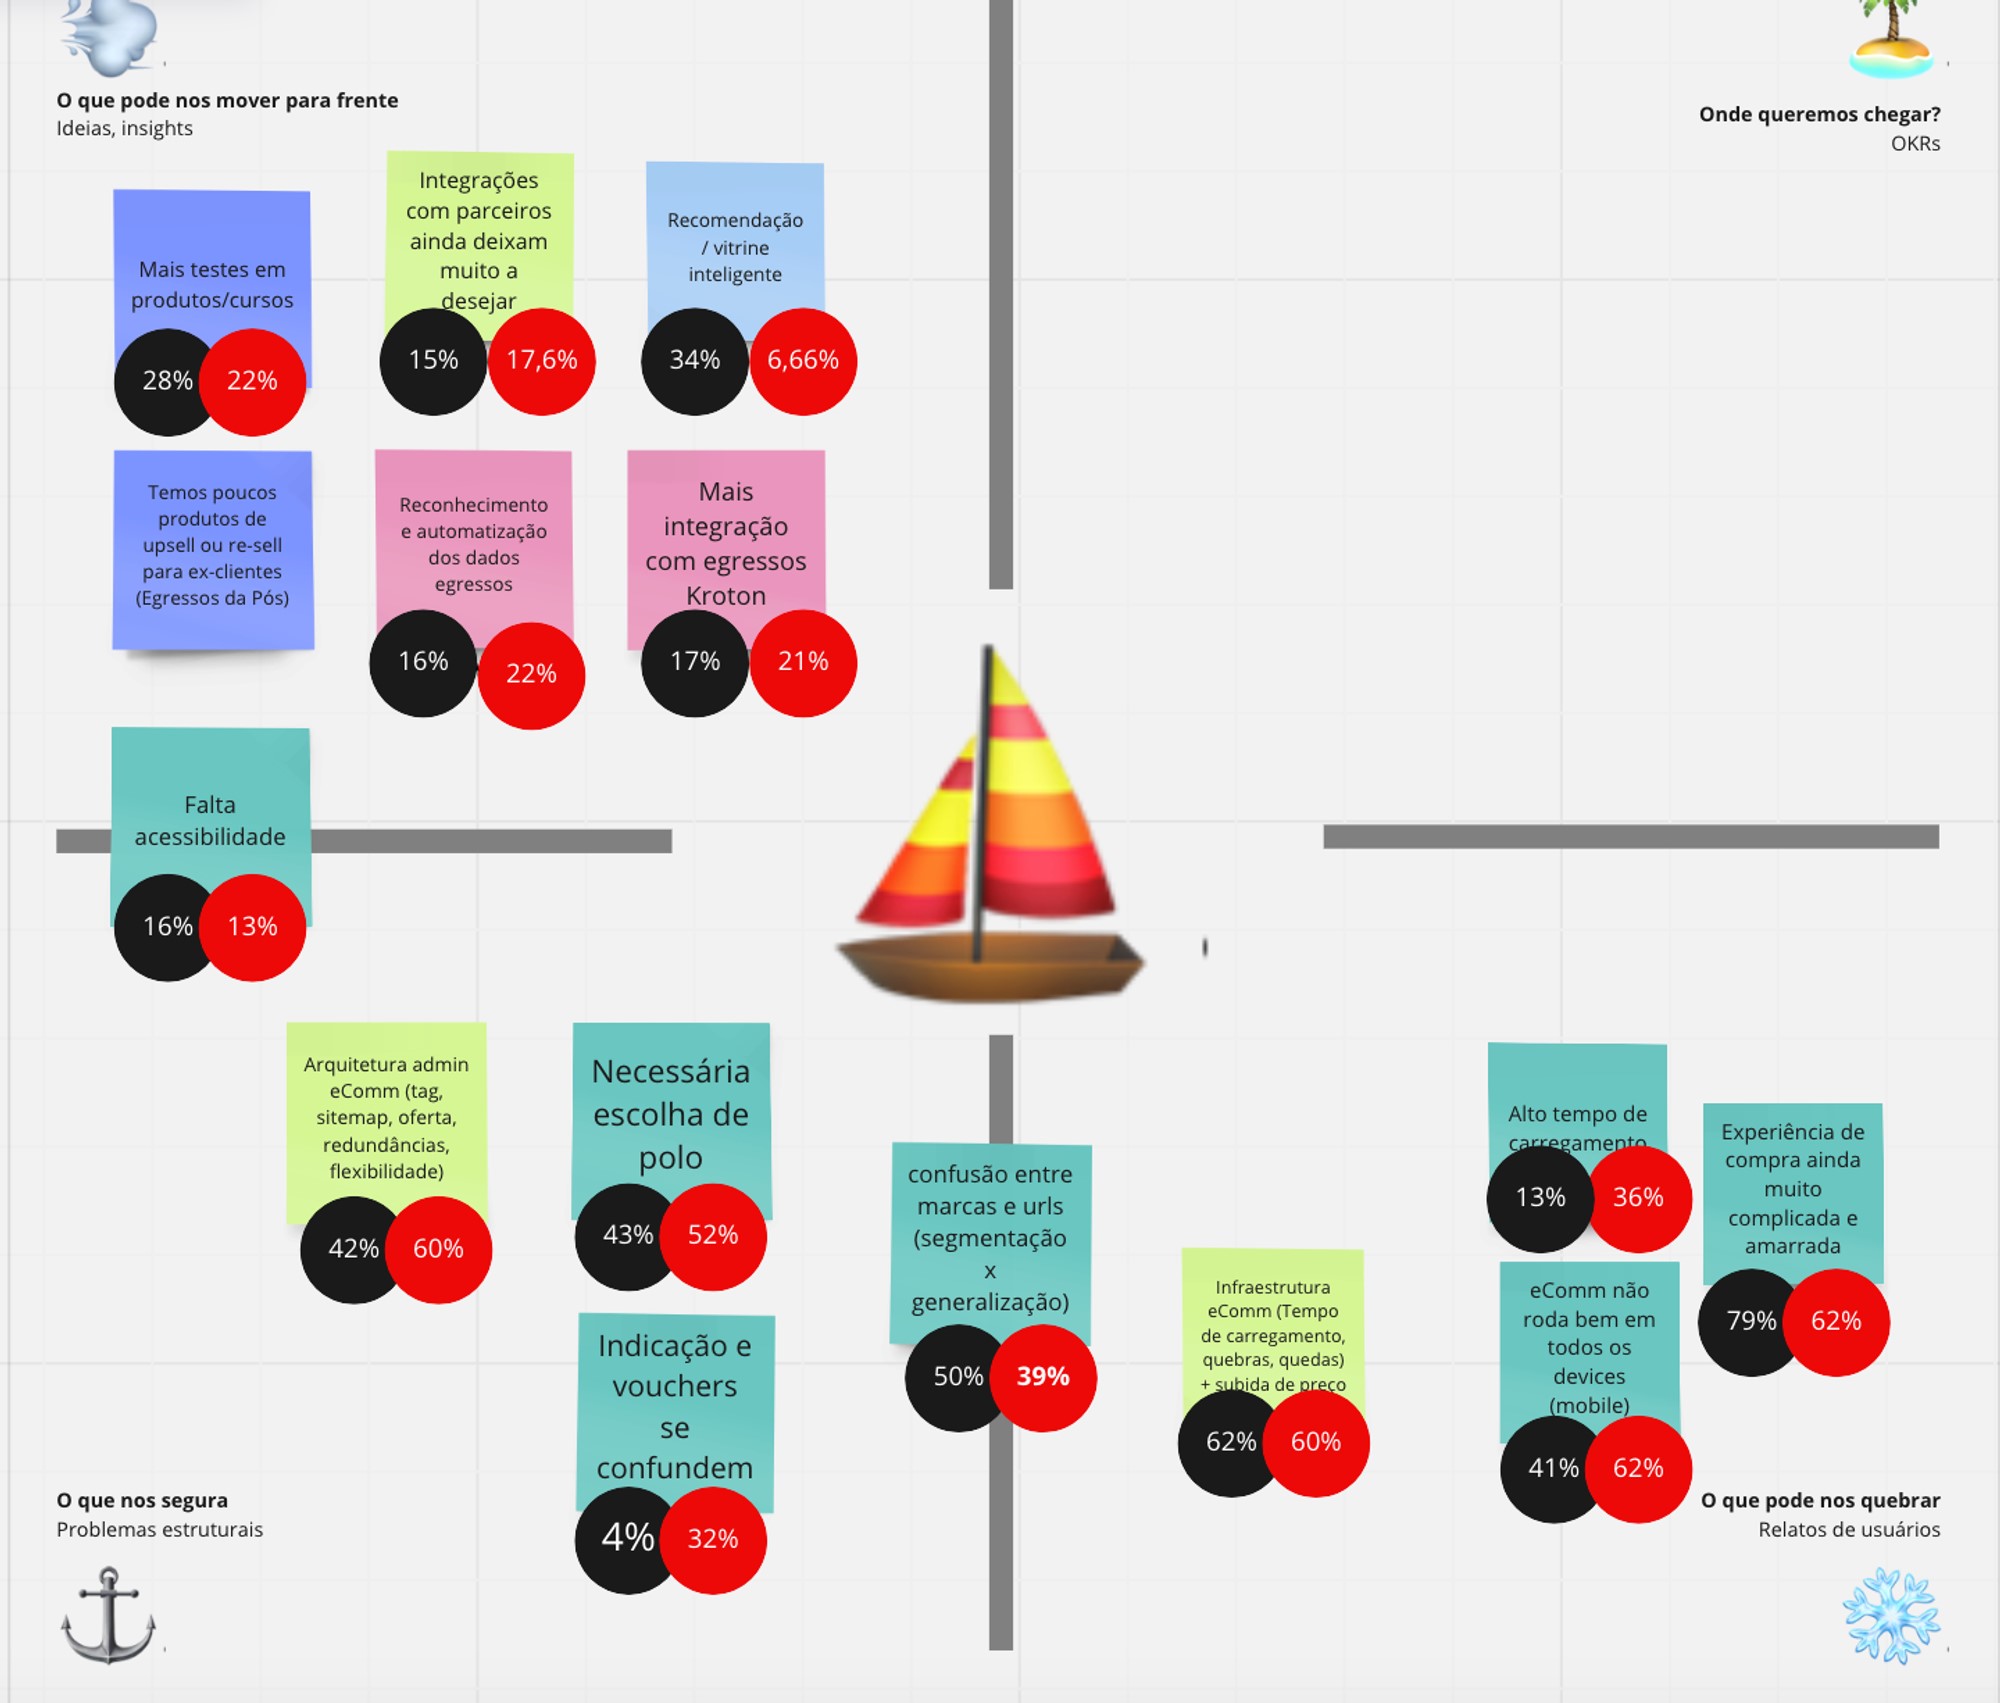 O que pode nos mover para frente
Ideias, insights
Onde queremos chegar?
OKRs
Mais testes em
produtos/cursos
28%
22%
Integrações
com parceiros
ainda deixam
muito a
desejar
15%
17,6%
Recomendação
/ vitrine
inteligente
34%
6,66%
Temos poucos
produtos de
upsell ou re-sell
para ex-clientes
(Egressos da Pós)
Reconhecimento
e automatização
dos dados
egressos
16%
22%
Mais
integração
com egressos
Kroton
17%
21%
Falta
acessibilidade
16%
13%
Arquitetura admin
eComm (tag,
sitemap, oferta,
redundâncias,
flexibilidade)
42%
60%
Necessária
escolha de
polo
43%
52%
Indicação e
vouchers
se
confundem
4%
32%
confusão entre
marcas e urls
(segmentação
x
generalização)
50%
39%
Infraestrutura
eComm (Tempo
de carregamento,
quebras, quedas)
+ subida de preço
62%
60%
Alto tempo de
carregamento
13%
36%
Experiência de
compra ainda
muito
complicada e
amarrada
79%
62%
eComm não
roda bem em
todos os
devices
(mobile)
41%
62%
O que nos segura
Problemas estruturais
O que pode nos quebrar
Relatos de usuários